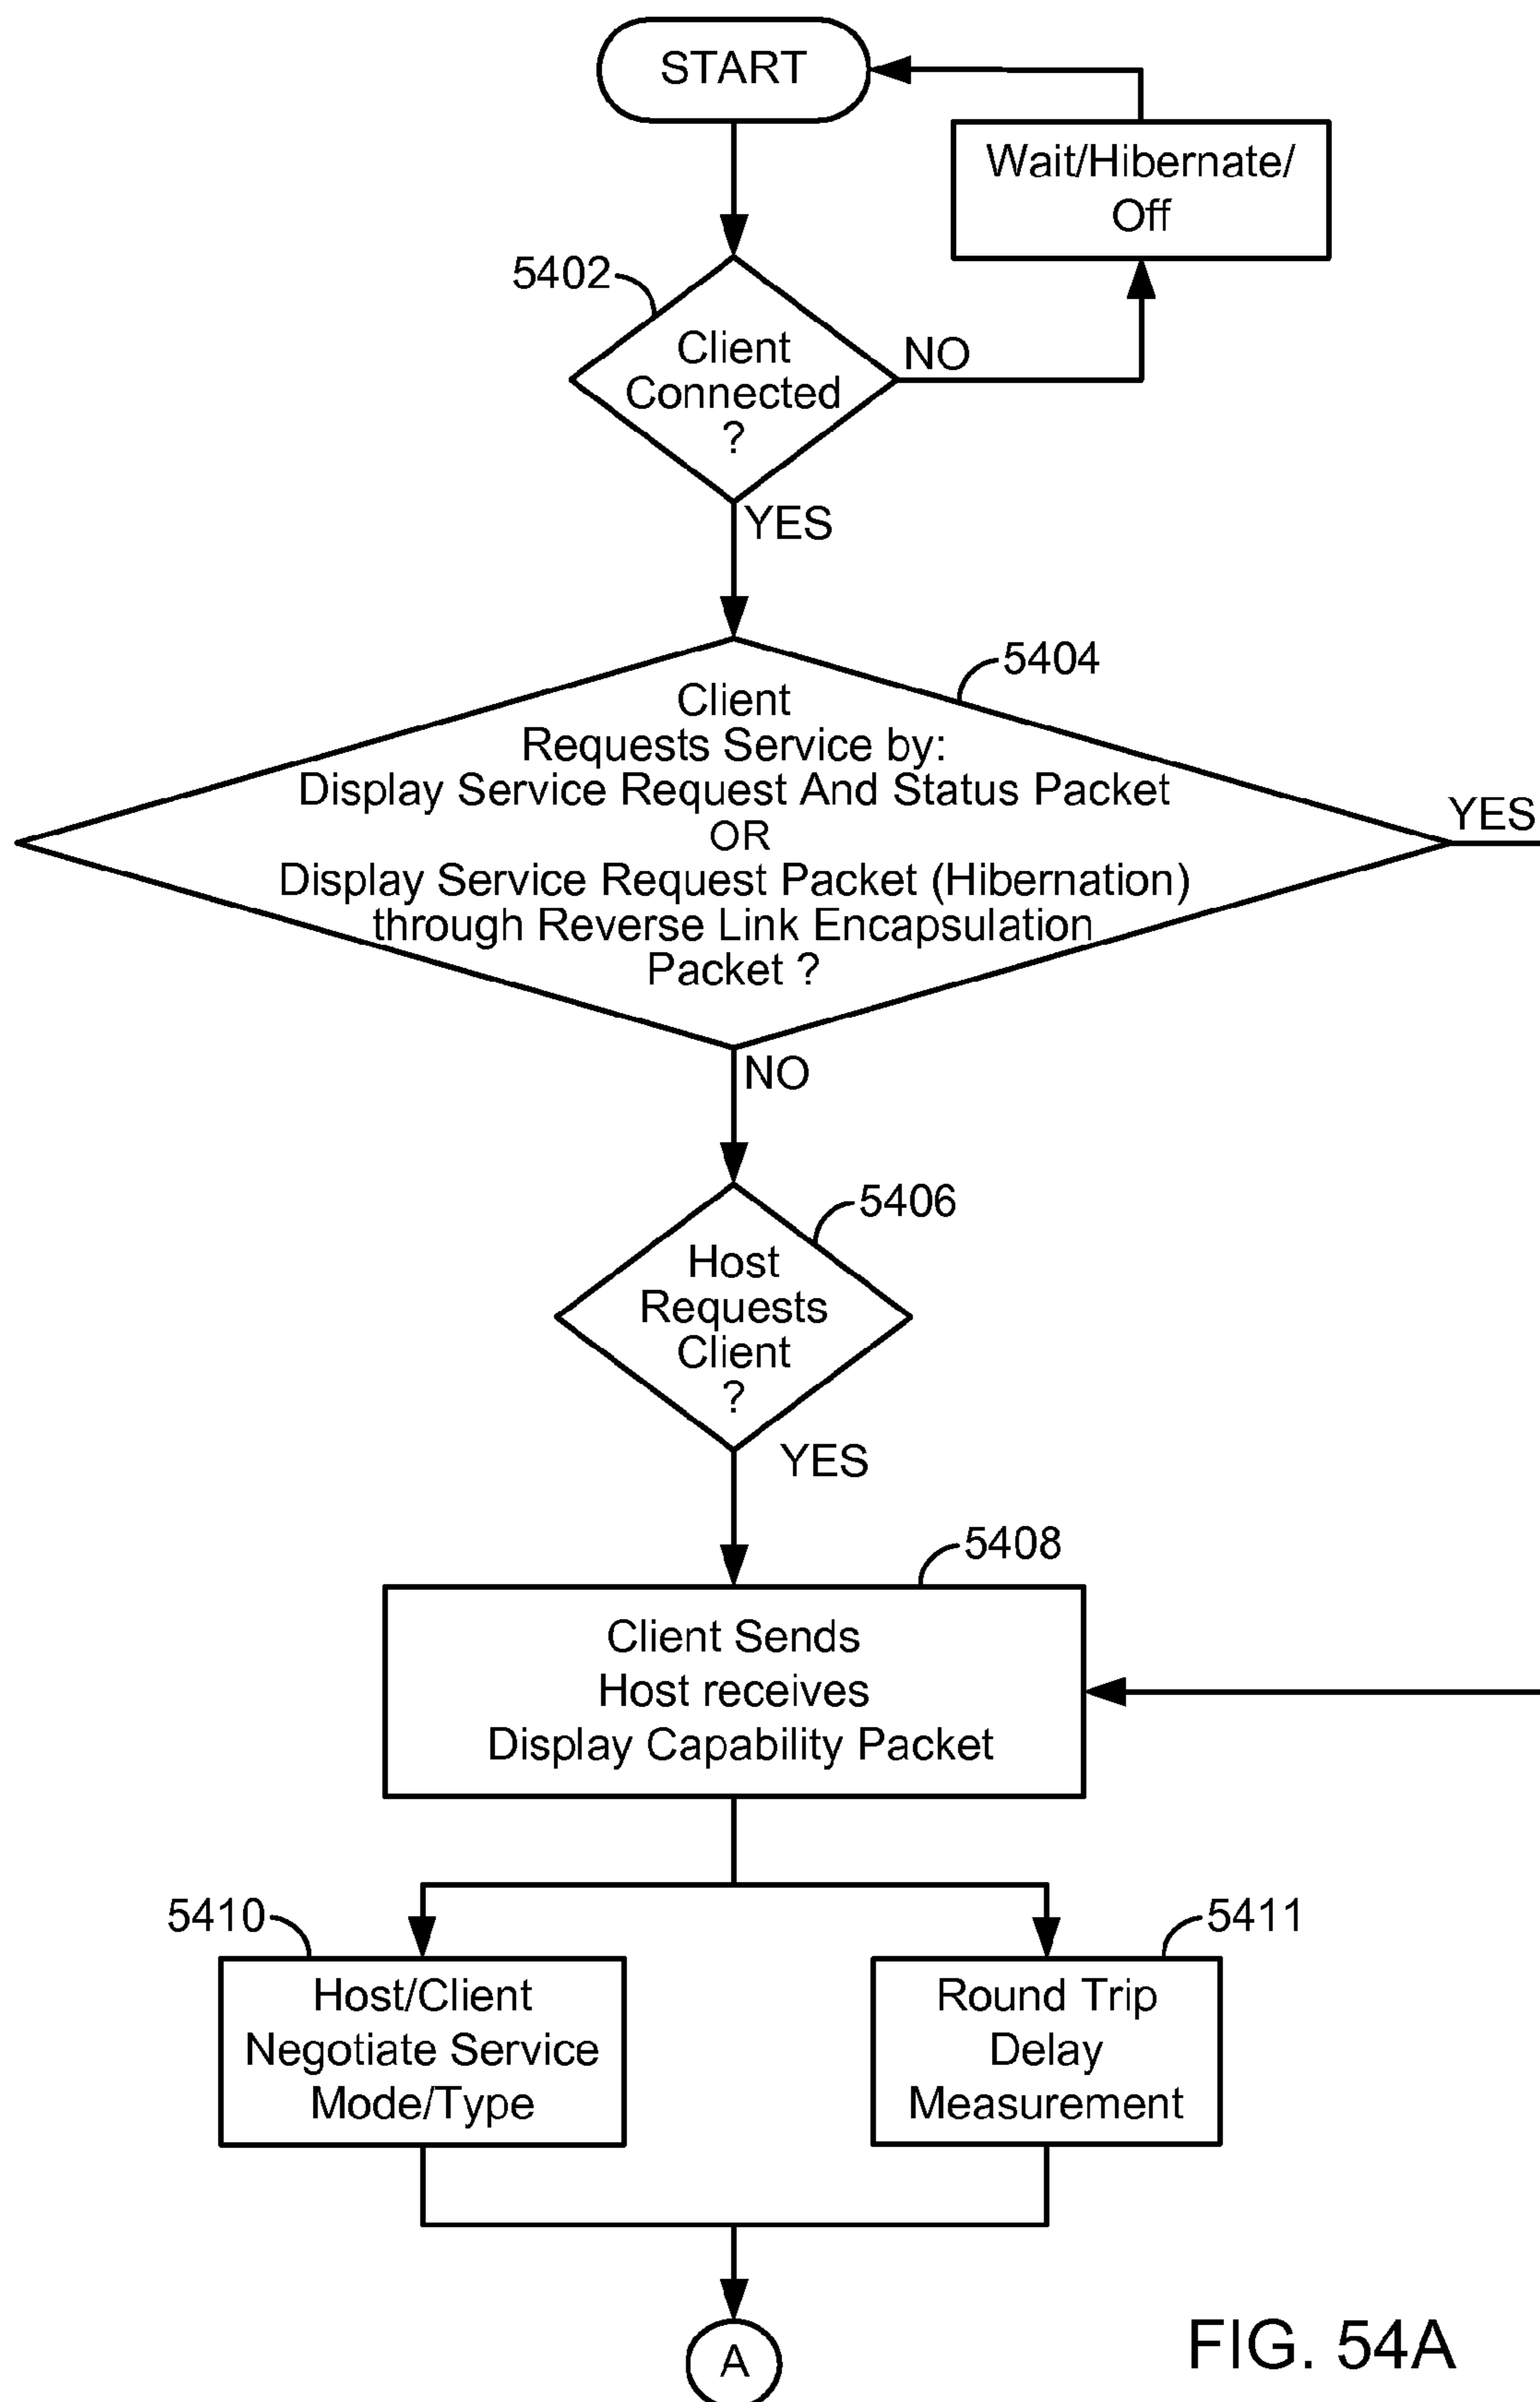 START
Wait/Hibernate/
Off
5402
Client
Connected
?
NO
YES
5404
Client
Requests Service by:
Display Service Request And Status Packet
OR
Display Service Request Packet (Hibernation)
through Reverse Link Encapsulation
Packet ?
YES
NO
5406
Host
Requests
Client
?
YES
5408
Client Sends
Host receives
Display Capability Packet
5410
Host/Client
Negotiate Service
Mode/Type
5411
Round Trip
Delay
Measurement
A
FIG. 54A